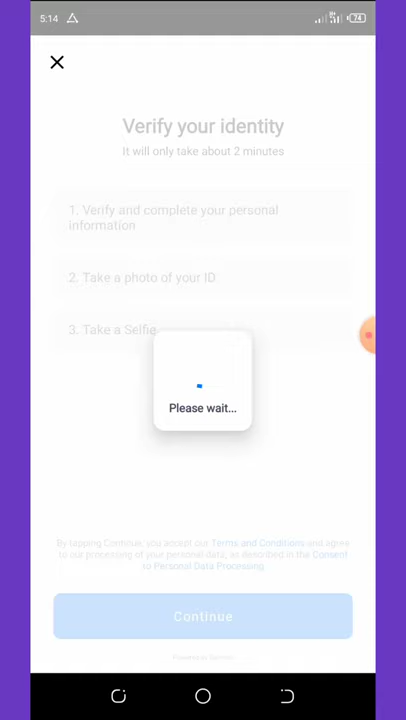 5:14
74
Verify your identity
It will only take about 2 minutes
1. Verify and complete your personal
information
2. Take a photo of your ID
3. Take a Selfie
Please wait...
By tapping Continue, you accept our Terms and Conditions and agree
to our processing of your personal data, as described in the Consent
to Personal Data Processing
Continue
Powered by